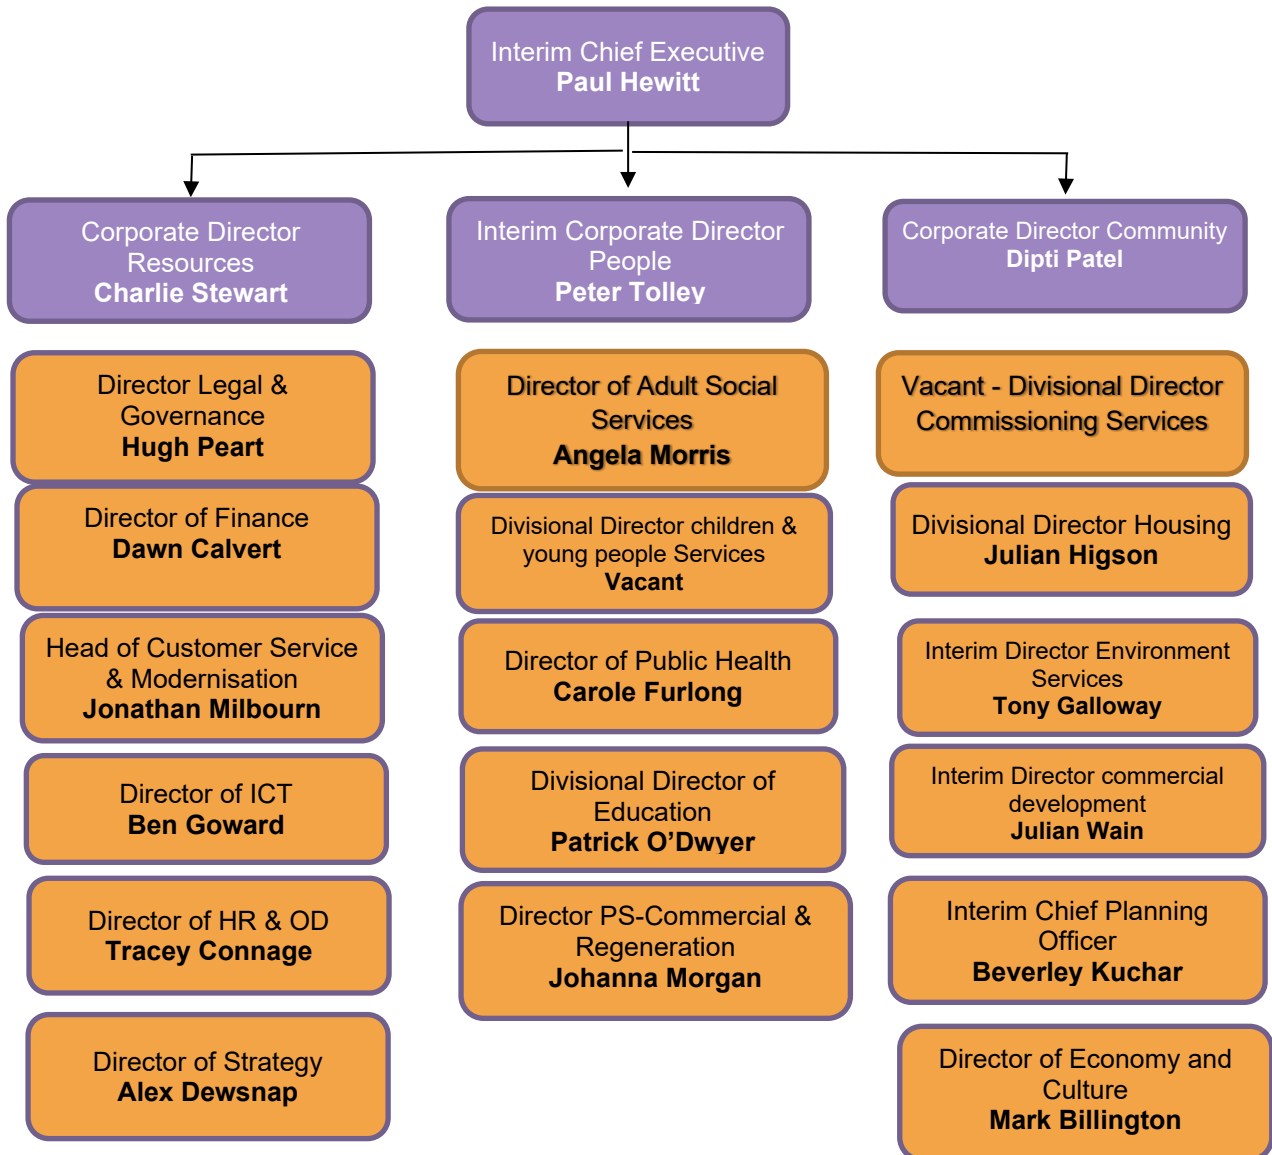 Interim Chief Executive
Paul Hewitt
Corporate Director
Resources
Charlie Stewart
Interim Corporate Director
People
Peter Tolley
Corporate Director Community
Dipti Patel
Director Legal &
Governance
Hugh Peart
Director of Finance
Dawn Calvert
Head of Customer Service
& Modernisation
Jonathan Milbourn
Director of ICT
Ben Goward
Director of HR & OD
Tracey Connage
Director of Strategy
Alex Dewsnap
Director of Adult Social
Services
Angela Morris
Divisional Director children &
young people Services
Vacant
Director of Public Health
Carole Furlong
Divisional Director of
Education
Patrick O’Dwyer
Director PS-Commercial &
Regeneration
Johanna Morgan
Vacant - Divisional Director
Commissioning Services
Divisional Director Housing
Julian Higson
Interim Director Environment
Services
Tony Galloway
Interim Director commercial
development
Julian Wain
Interim Chief Planning
Officer
Beverley Kuchar
Director of Economy and
Culture
Mark Billington